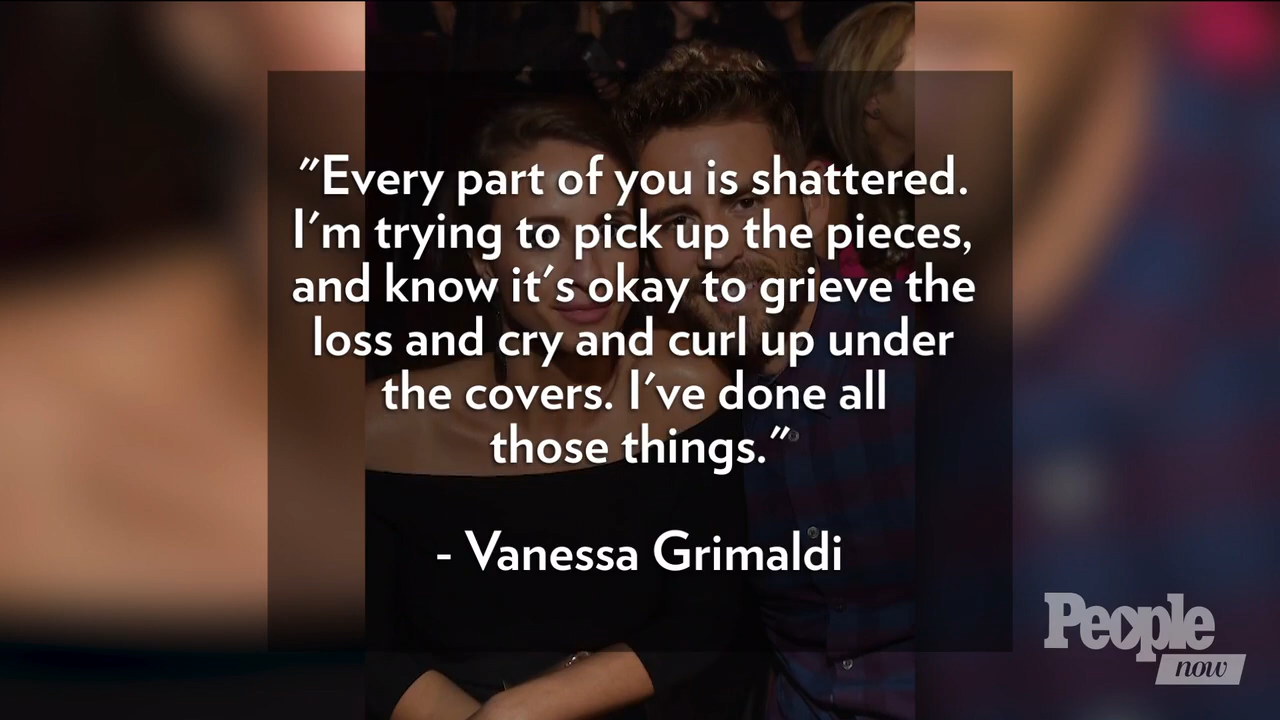 "Every part of you is shattered.
I'm trying to pick up the pieces,
and know it's okay to grieve the
loss and cry and curl up under
the covers. I've done all
those things."
- Vanessa Grimaldi
People
now